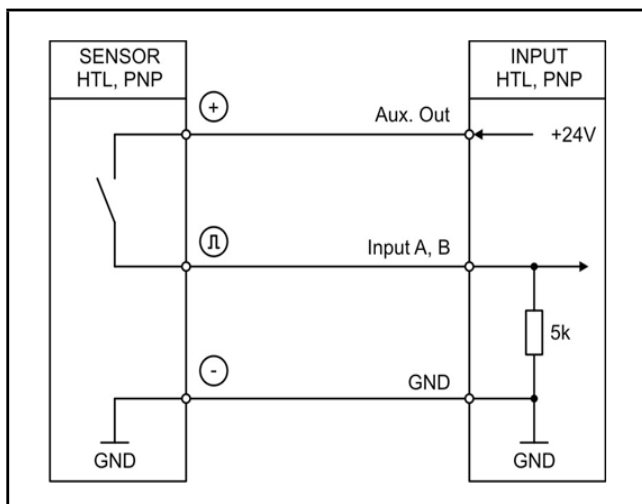 SENSOR
HTL, PNP
INPUT
HTL, PNP
+
Aux. Out
+24V
Input A, B
5k
-
GND
GND
GND